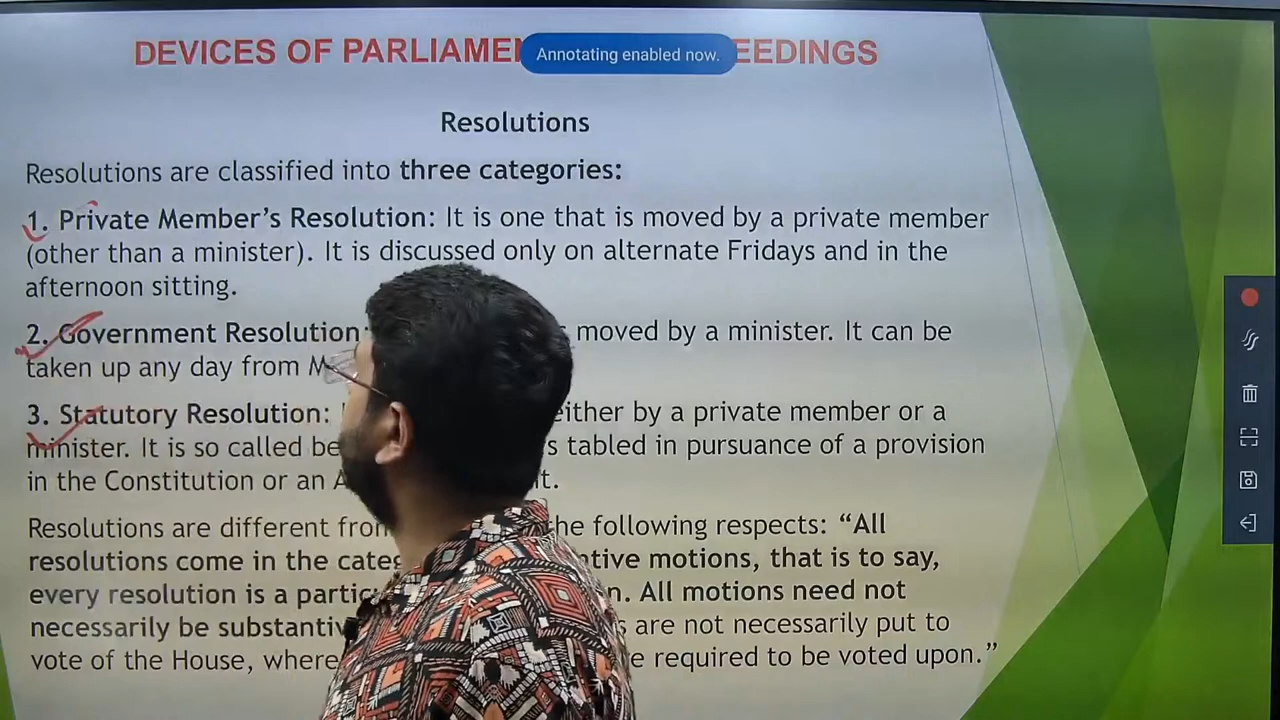 DEVICES OF PARLIAMEN EEDINGS
Annotating enabled now.
Resolutions
Resolutions are classified into three categories:
1. Private Member’s Resolution: It is one that is moved by a private member
(other than a minister). It is discussed only on alternate Fridays and in the
afternoon sitting.
2. Government Resolution: moved by a minister. It can be
taken up any day from M
3. Statutory Resolution: either by a private member or a
minister. It is so called be s tabled in pursuance of a provision
in the Constitution or an A t.
Resolutions are different from he following respects: “All
resolutions come in the categ tive motions, that is to say,
every resolution is a partic n. All motions need not
necessarily be substantiv s are not necessarily put to
vote of the House, where e required to be voted upon.”